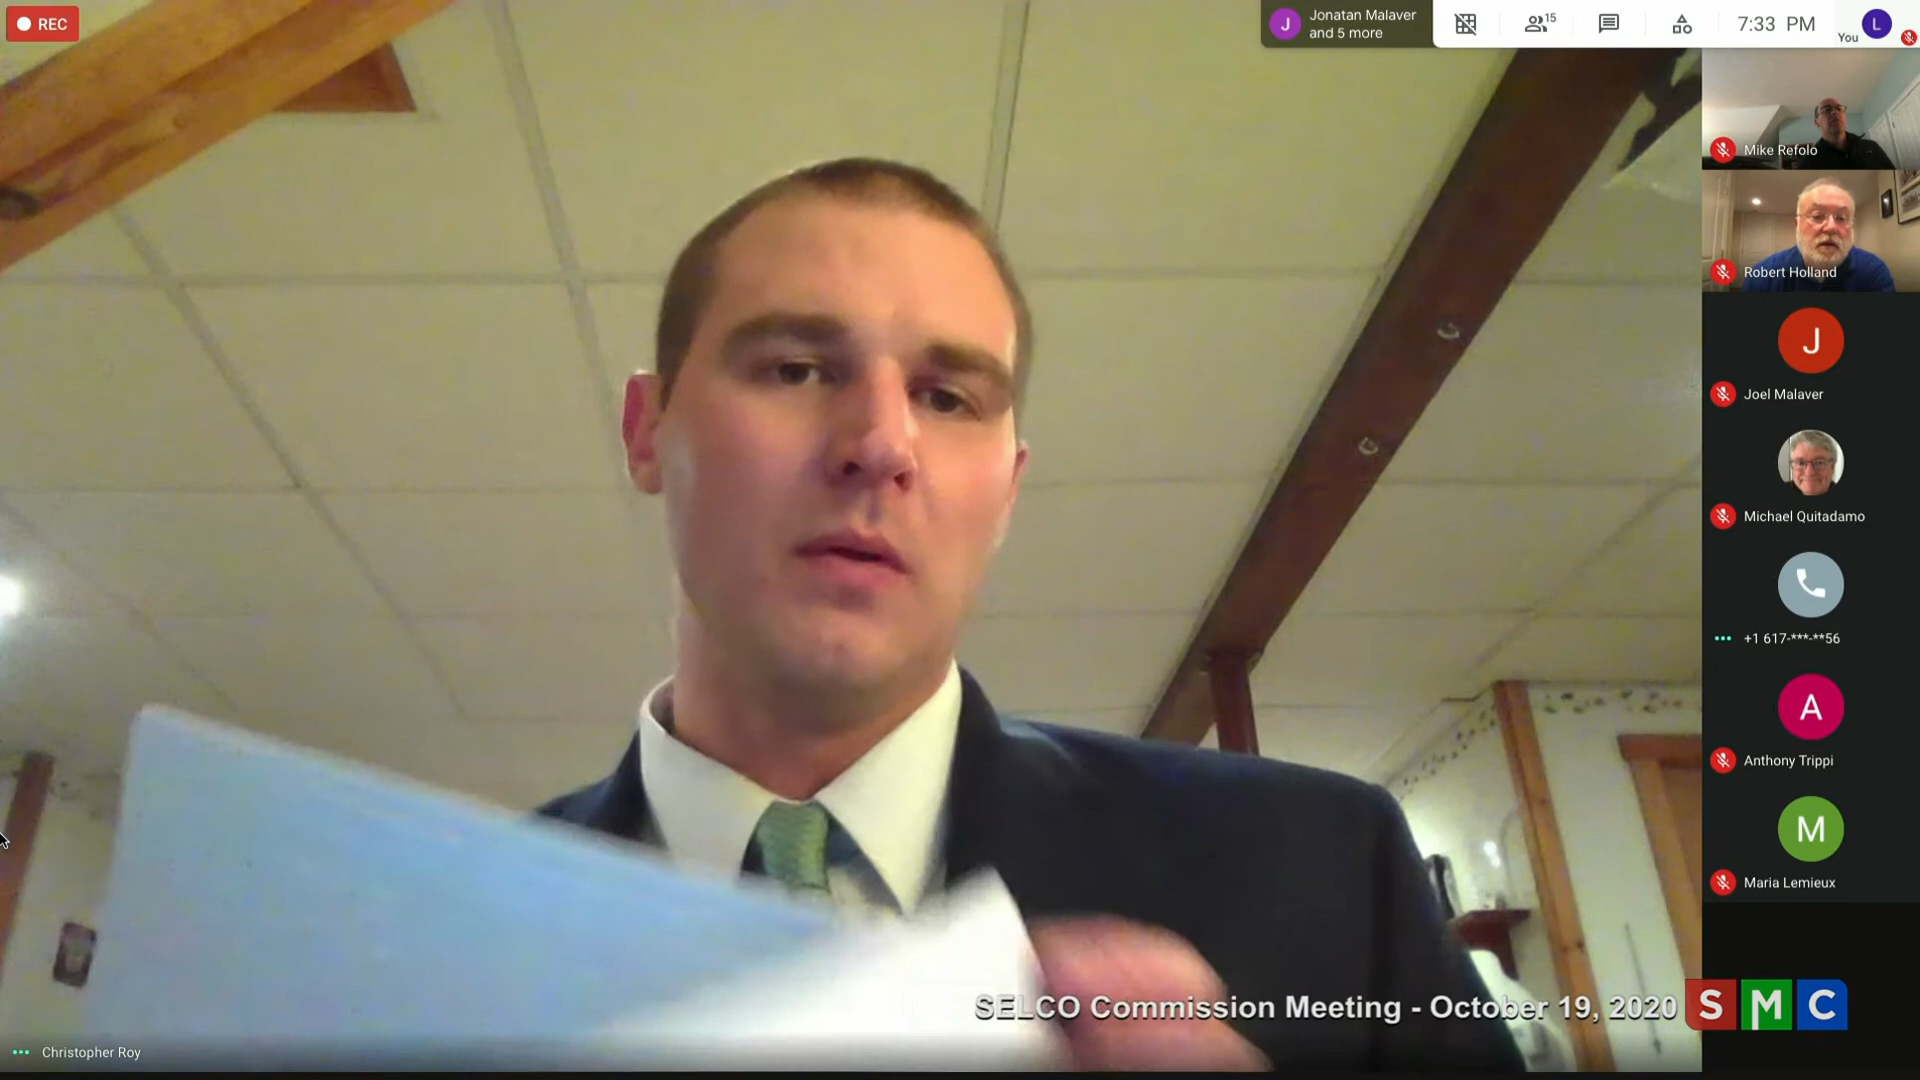 REC
J
Jonatan Malaver
and 5 more
15
7:33 PM
You
L
Mike Refolo
Robert Holland
J
Joel Malaver
Michael Quitadamo
+1 617-***-**56
A
Anthony Trippi
M
Maria Lemieux
SELCO Commission Meeting - October 19, 2020
SMC
Christopher Roy